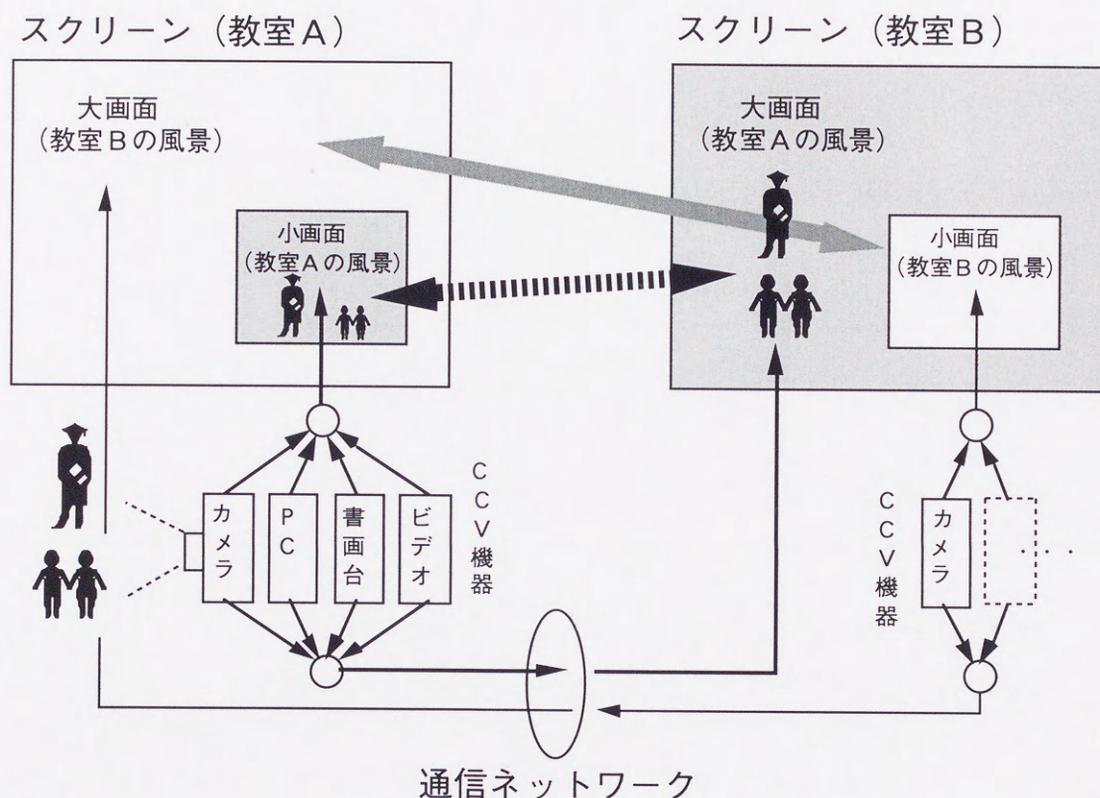 スクリーン（教室A）
スクリーン（教室B）
大画面
（教室Bの風景）
小画面
（教室Aの風景）
大画面
（教室Aの風景）
小画面
（教室Bの風景）
カメラ
PC
書画台
ビデオ
CCV機器
CCV機器
カメラ
・・・・
通信ネットワーク